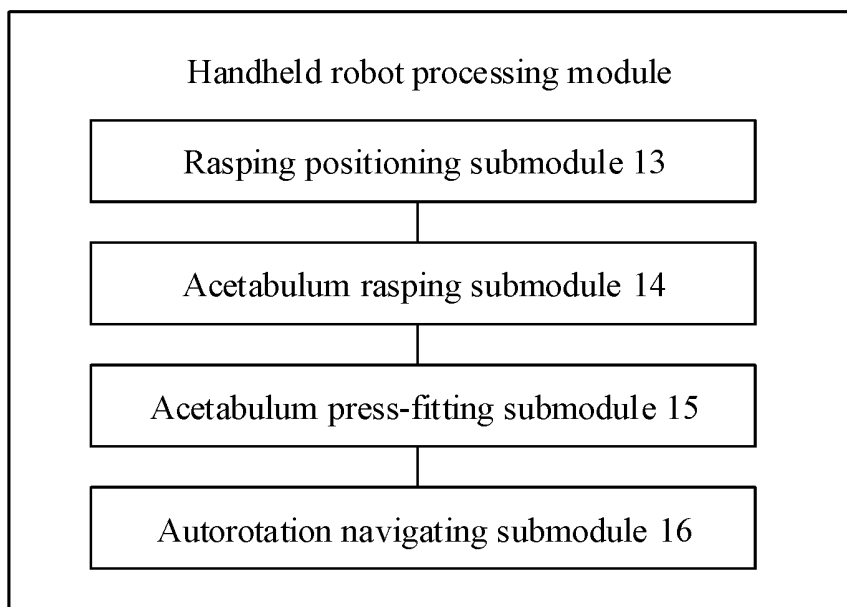 Handheld robot processing module
Rasping positioning submodule 13
Acetabulum rasping submodule 14
Acetabulum press-fitting submodule 15
Autorotation navigating submodule 16